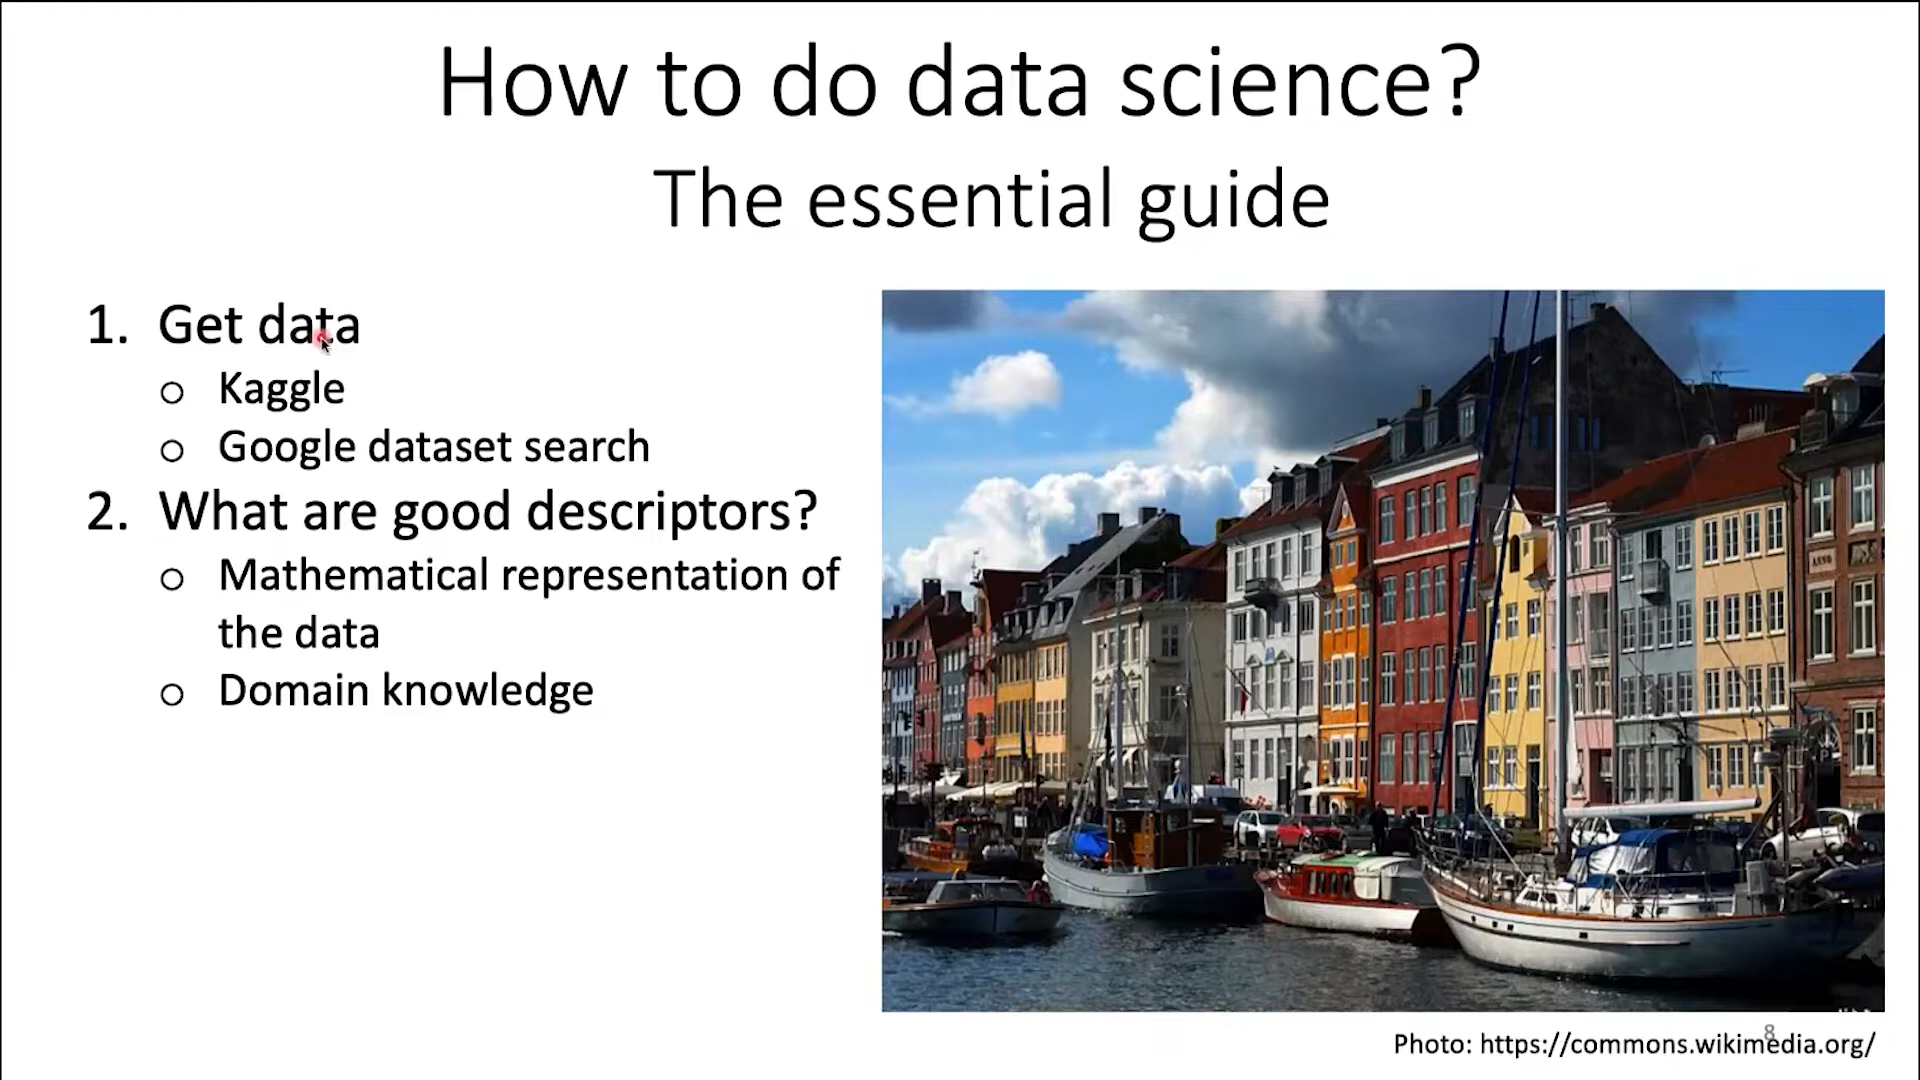 How to do data science?
The essential guide
1. Get data
o Kaggle
o Google dataset search
2. What are good descriptors?
o Mathematical representation of
the data
o Domain knowledge
ANNO
8
Photo: https://commons.wikimedia.org/